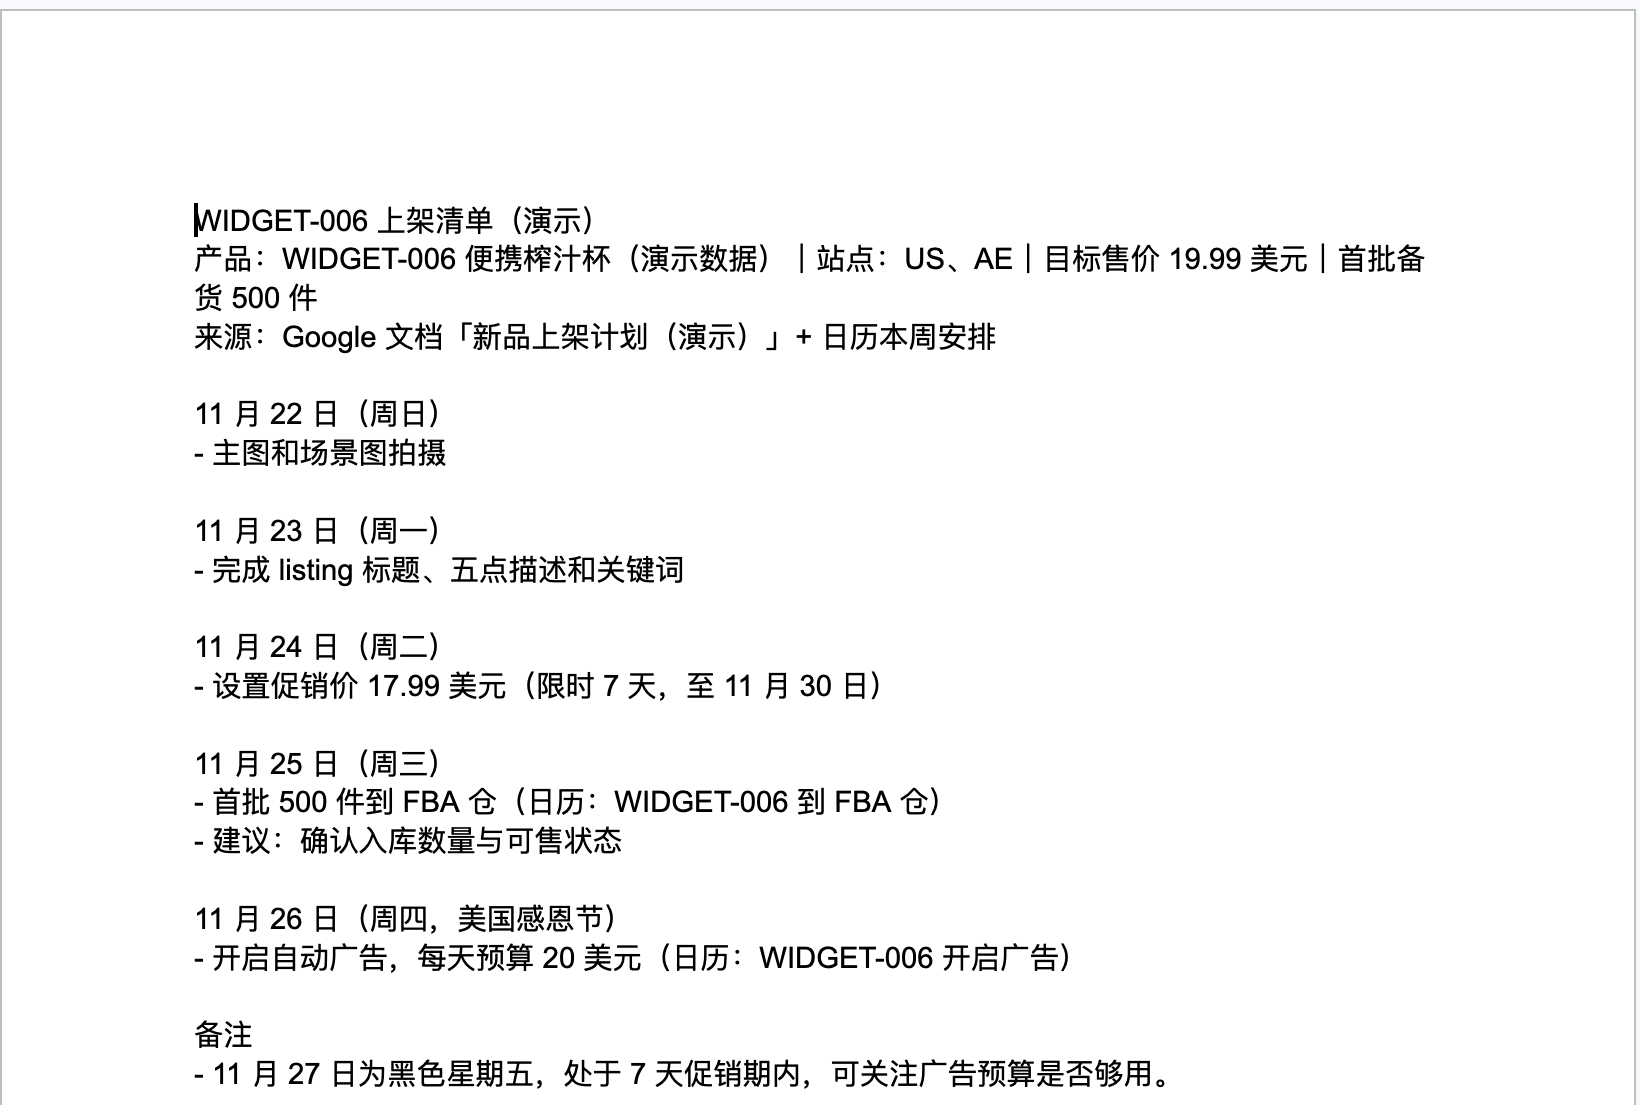 WIDGET-006 上架清单（演示）
产品：WIDGET-006 便携榨汁杯（演示数据）｜站点：US、AE｜目标售价 19.99 美元｜首批备
货 500 件
来源：Google 文档「新品上架计划（演示）」+ 日历本周安排
11 月 22 日（周日）
- 主图和场景图拍摄
11 月 23 日（周一）
- 完成 listing 标题、五点描述和关键词
11 月 24 日（周二）
- 设置促销价 17.99 美元（限时 7 天，至 11 月 30 日）
11 月 25 日（周三）
- 首批 500 件到 FBA 仓（日历：WIDGET-006 到 FBA 仓）
- 建议：确认入库数量与可售状态
11 月 26 日（周四，美国感恩节）
- 开启自动广告，每天预算 20 美元（日历：WIDGET-006 开启广告）
备注
- 11 月 27 日为黑色星期五，处于 7 天促销期内，可关注广告预算是否够用。